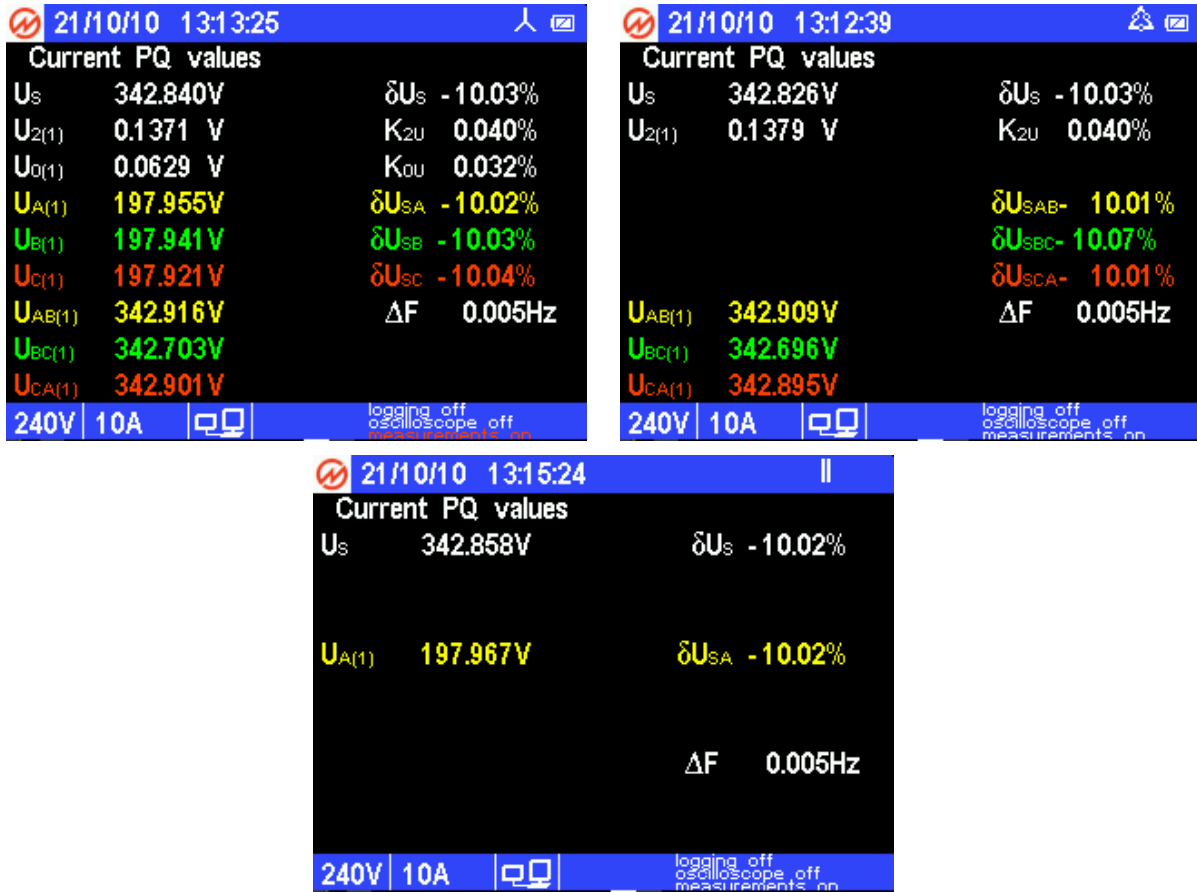 21/10/10 13:13:25
Current PQ values
Us 342.840V δUs -10.03%
U2(1) 0.1371 V K2U 0.040%
U0(1) 0.0629 V K0U 0.032%
UA(1) 197.955V δUSA -10.02%
UB(1) 197.941V δUSB -10.03%
UC(1) 197.921V δUSC -10.04%
UAB(1) 342.916V ΔF 0.005Hz
UBC(1) 342.703V
UCA(1) 342.901V
240V 10A logging off
oscilloscope off
measurements on
21/10/10 13:12:39
Current PQ values
Us 342.826V δUs -10.03%
U2(1) 0.1379 V K2U 0.040%
δUSAB- 10.01%
δUSBC- 10.07%
δUSCA- 10.01%
UAB(1) 342.909V ΔF 0.005Hz
UBC(1) 342.696V
UCA(1) 342.895V
240V 10A logging off
oscilloscope off
measurements on
21/10/10 13:15:24
Current PQ values
Us 342.858V δUs -10.02%
UA(1) 197.967V δUSA -10.02%
ΔF 0.005Hz
240V 10A logging off
oscilloscope off
measurements on